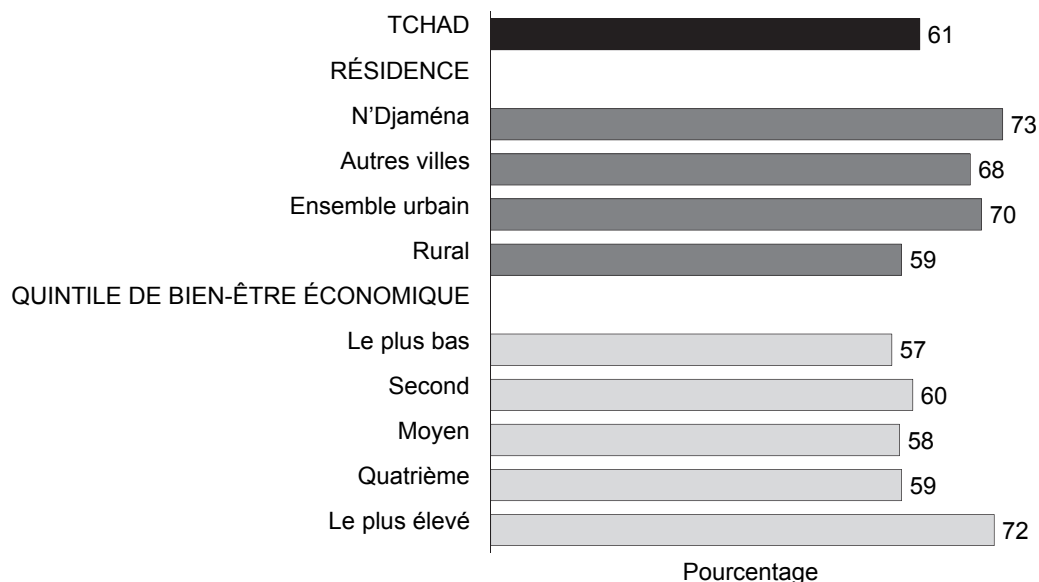 TCHAD 61
RÉSIDENCE
N’Djaména 73
Autres villes 68
Ensemble urbain 70
Rural 59
QUINTILE DE BIEN-ÊTRE ÉCONOMIQUE
Le plus bas 57
Second 60
Moyen 58
Quatrième 59
Le plus élevé 72
Pourcentage